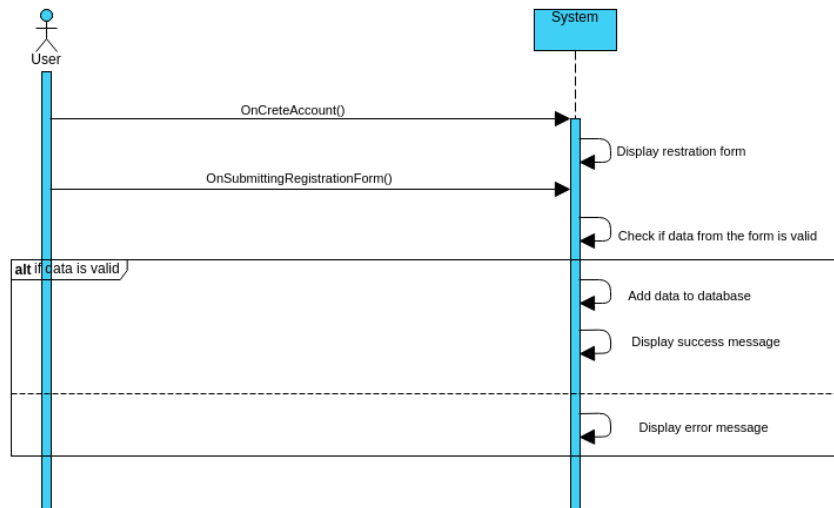 System
User
OnCreteAccount()
Display restration form
OnSubmittingRegistrationForm()
Check if data from the form is valid
alt if data is valid
Add data to database
Display success message
Display error message